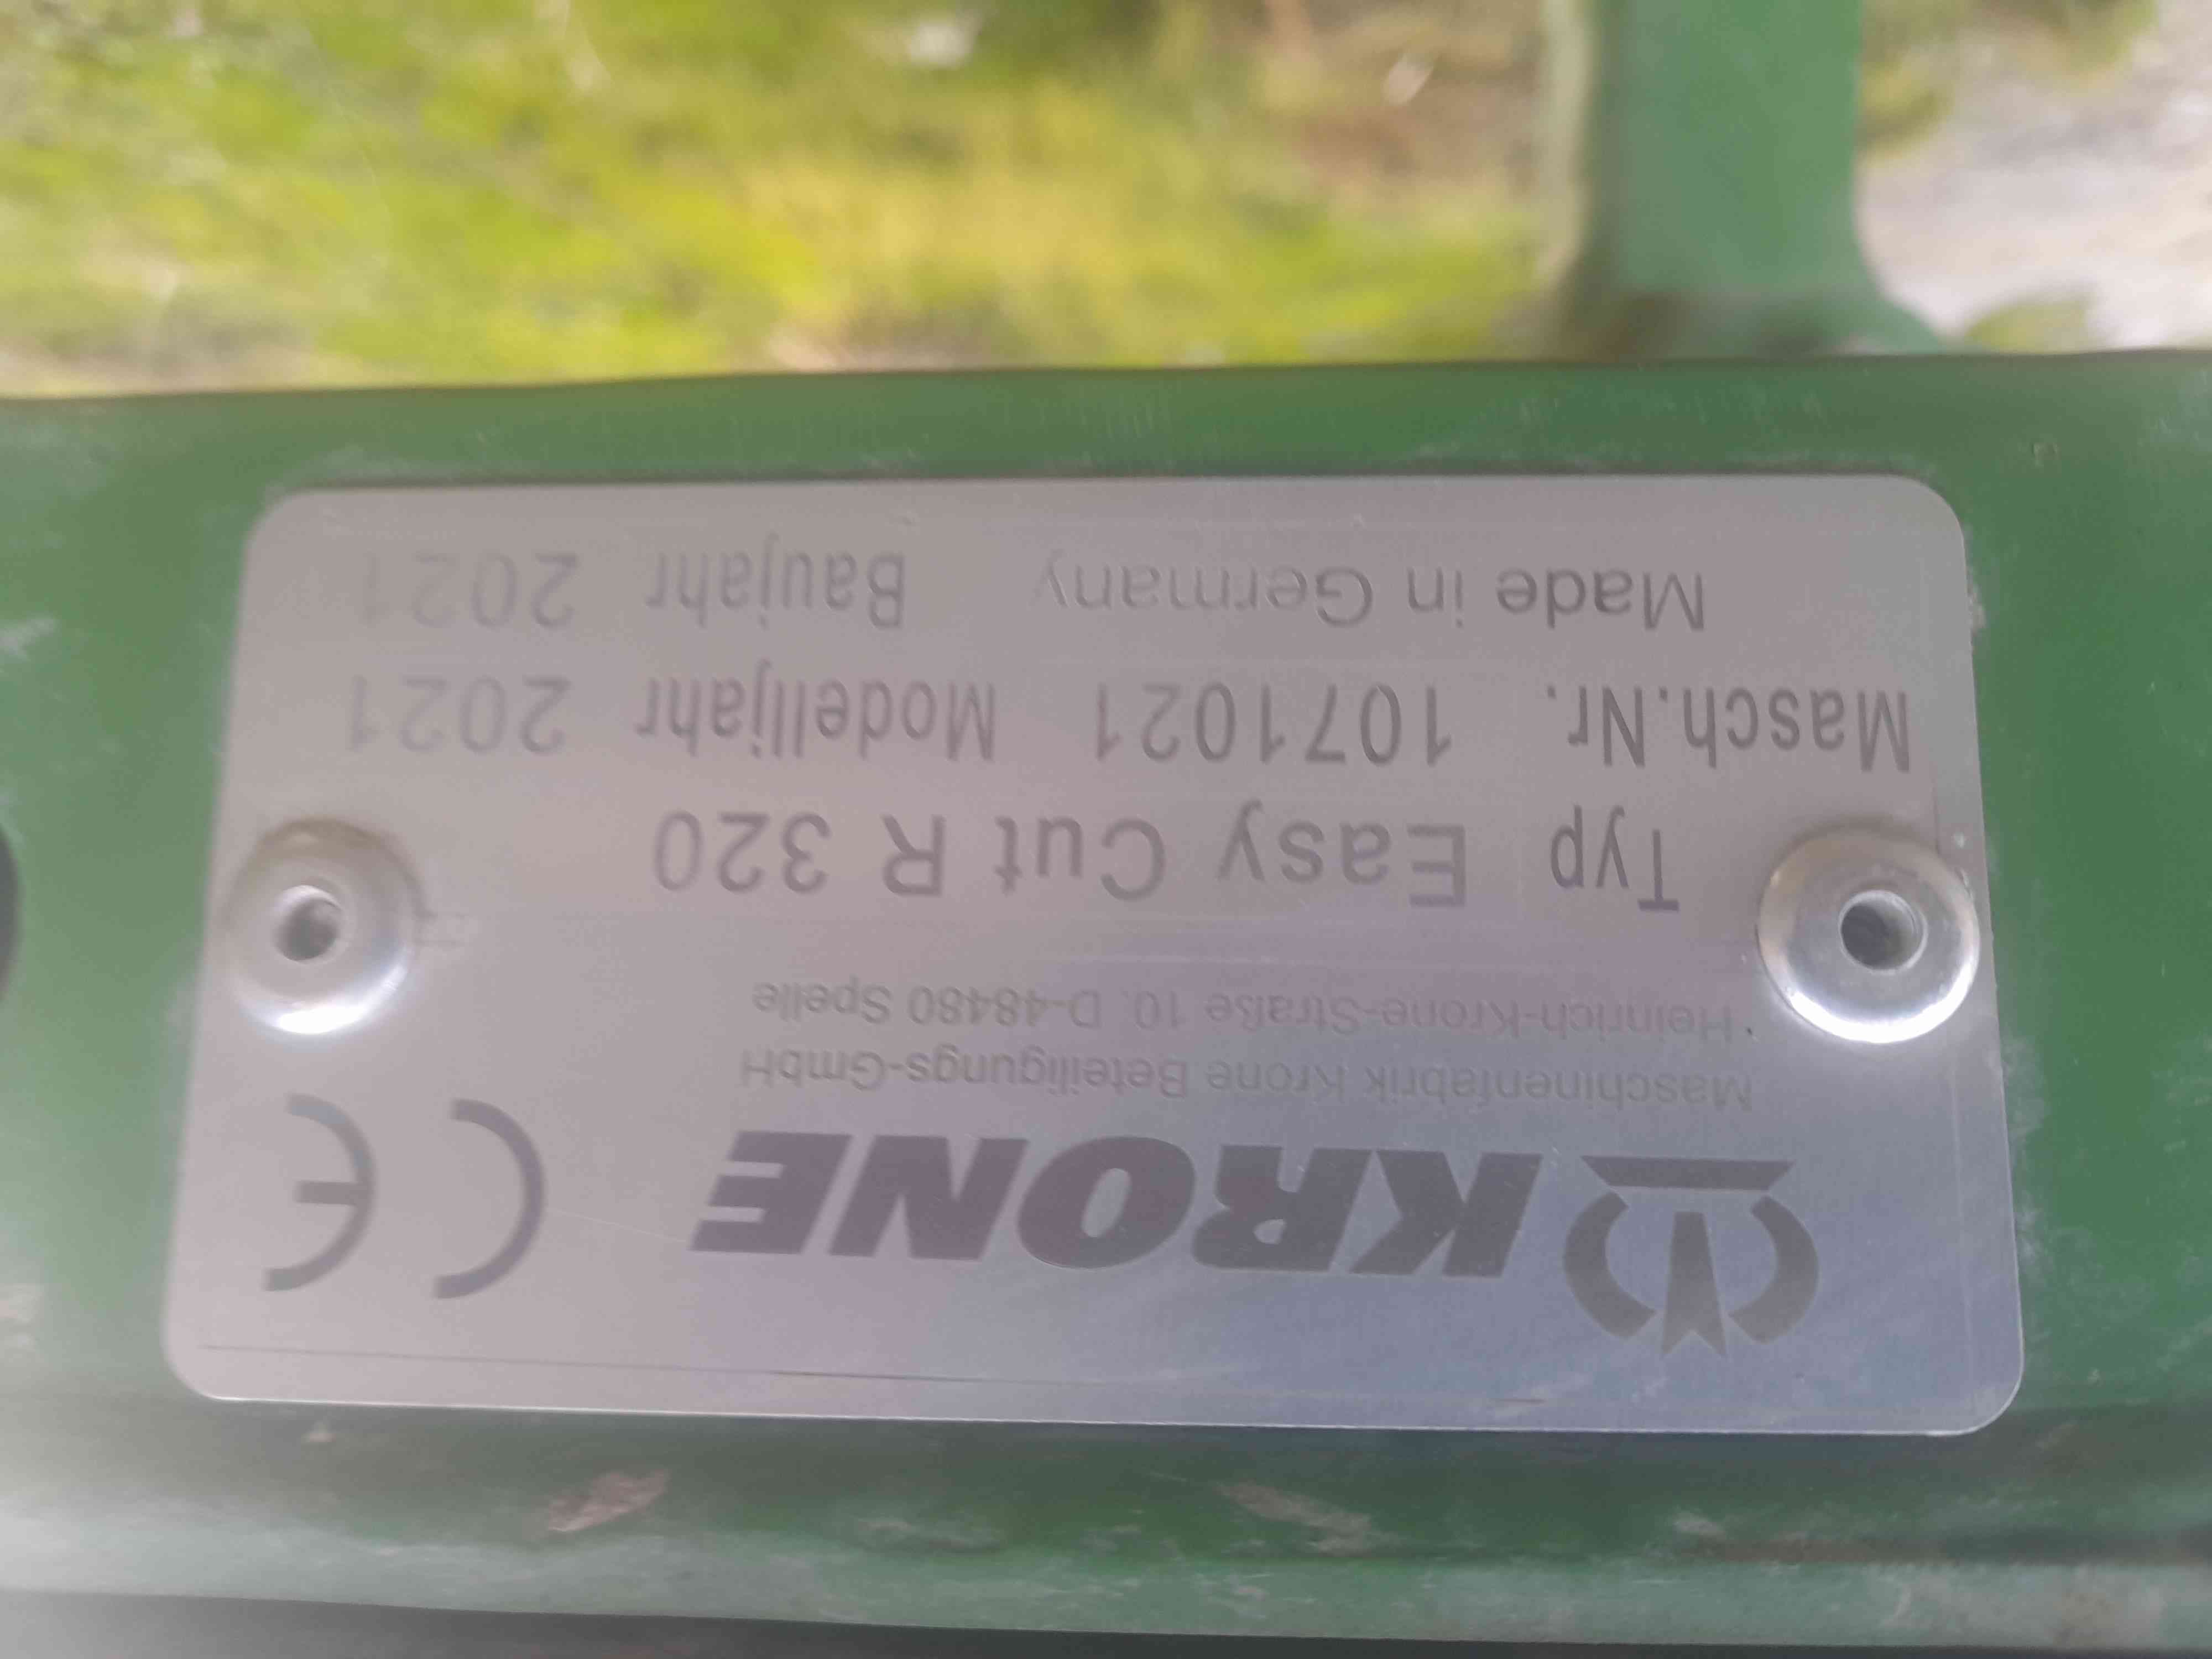 KRONE CE
Maschinenfabrik Krone Beteiligungs-GmbH
Heinrich-Krone-Straße 10, D-48480 Spelle
Typ Easy Cut R 320
Masch.Nr. 1071021 Modelljahr 2021
Made in Germany Baujahr 2021